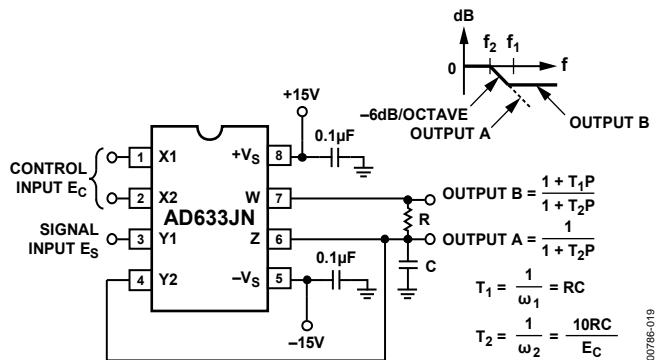 dB
f2 f1
0
f
–6dB/OCTAVE
OUTPUT A
OUTPUT B
+15V
0.1µF
CONTROL
INPUT EC
1 X1
+VS 8
2 X2
W 7
AD633JN
SIGNAL
INPUT ES
3 Y1
Z 6
4 Y2
–VS 5
R
C
0.1µF
–15V
OUTPUT B = 1 + T1P / 1 + T2P
OUTPUT A = 1 / 1 + T2P
T1 = 1 / ω1 = RC
T2 = 1 / ω2 = 10RC / EC
00786-019